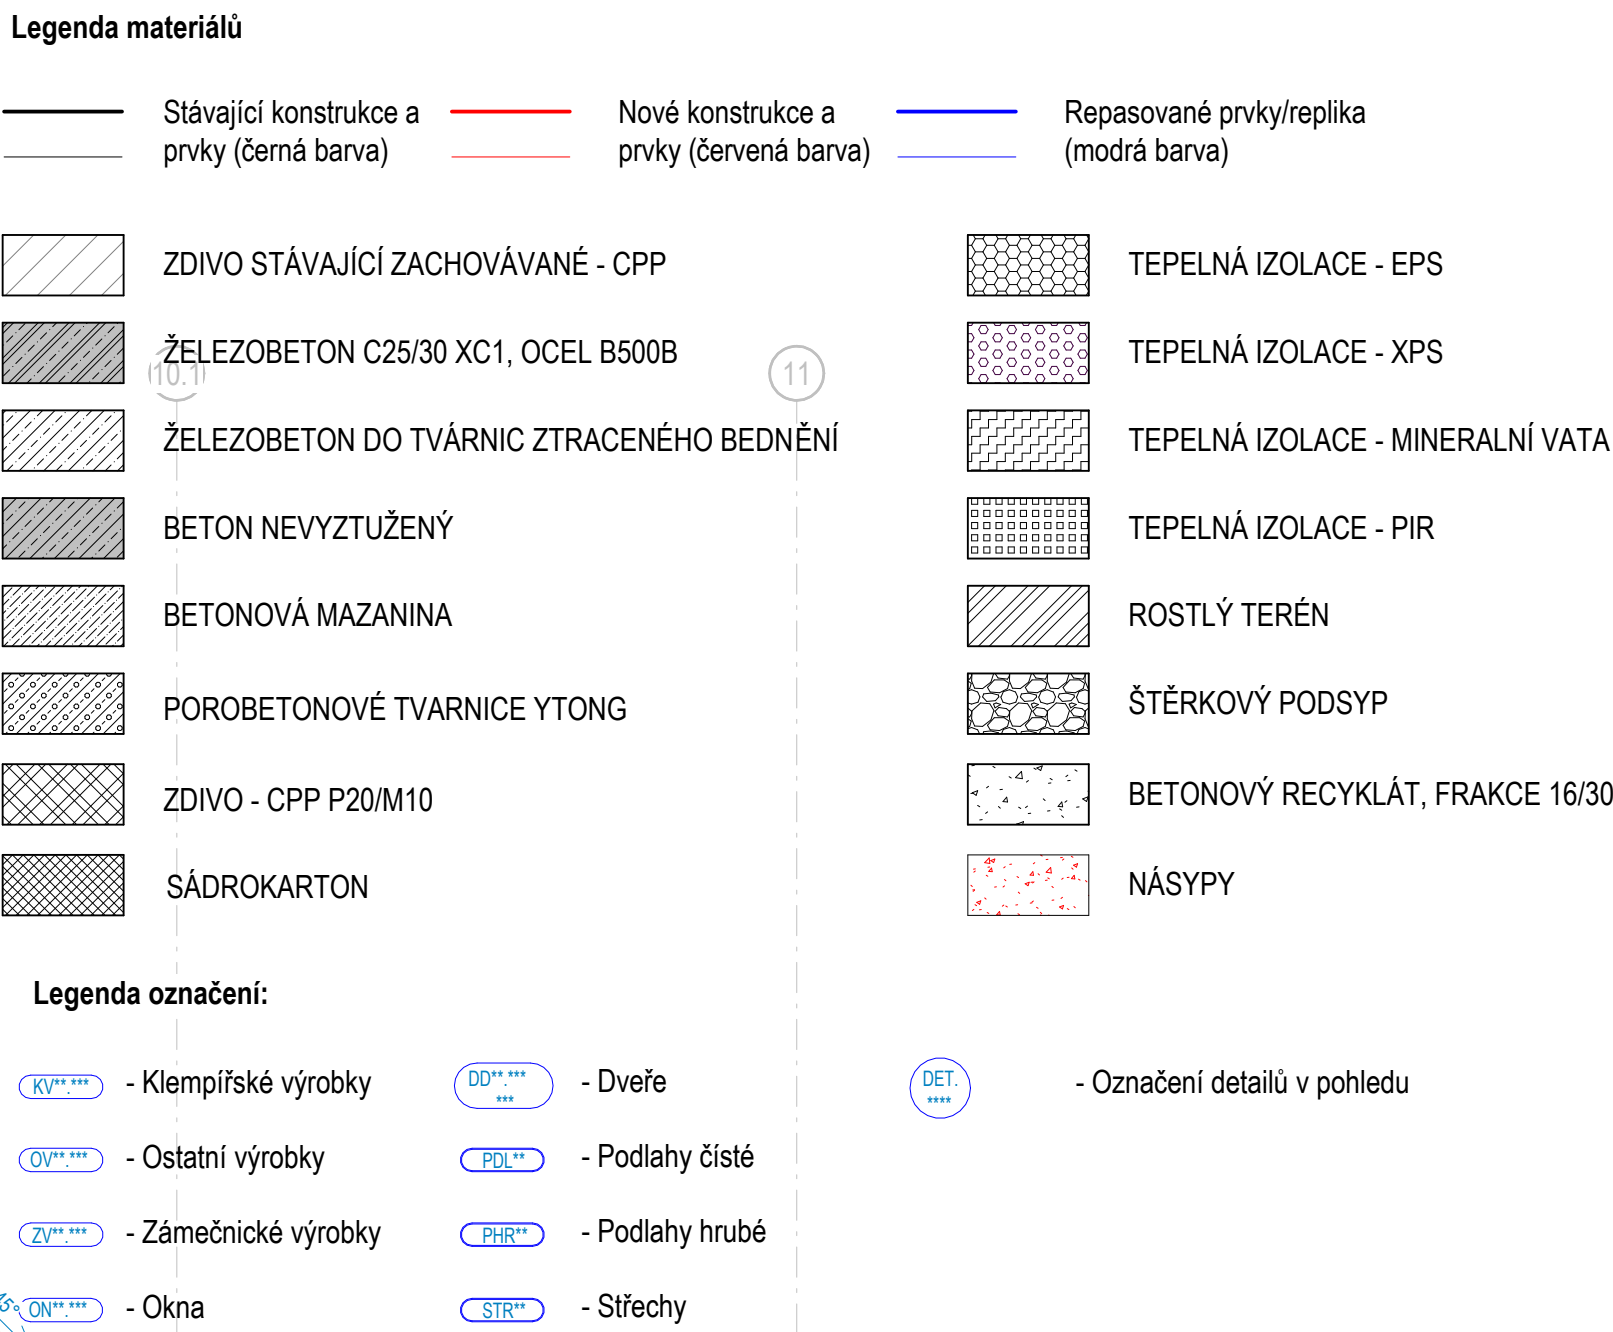 Legenda materiálů
Stávající konstrukce a
prvky (černá barva)
Nové konstrukce a
prvky (červená barva)
Repasované prvky/replika
(modrá barva)
ZDIVO STÁVAJÍCÍ ZACHOVÁVANÉ - CPP
ŽELEZOBETON C25/30 XC1, OCEL B500B
10.1
11
ŽELEZOBETON DO TVÁRNIC ZTRACENÉHO BEDNĚNÍ
BETON NEVYZTUŽENÝ
BETONOVÁ MAZANINA
POROBETONOVÉ TVARNICE YTONG
ZDIVO - CPP P20/M10
SÁDROKARTON
TEPELNÁ IZOLACE - EPS
TEPELNÁ IZOLACE - XPS
TEPELNÁ IZOLACE - MINERALNÍ VATA
TEPELNÁ IZOLACE - PIR
ROSTLÝ TERÉN
ŠTĚRKOVÝ PODSYP
BETONOVÝ RECYKLÁT, FRAKCE 16/30
NÁSYPY
Legenda označení:
KV**.*** - Klempířské výrobky
OV**.*** - Ostatní výrobky
ZV**.*** - Zámečnické výrobky
ON**.*** - Okna
DD**.***
*** - Dveře
PDL** - Podlahy čísté
PHR** - Podlahy hrubé
STR** - Střechy
DET.
**** - Označení detailů v pohledu